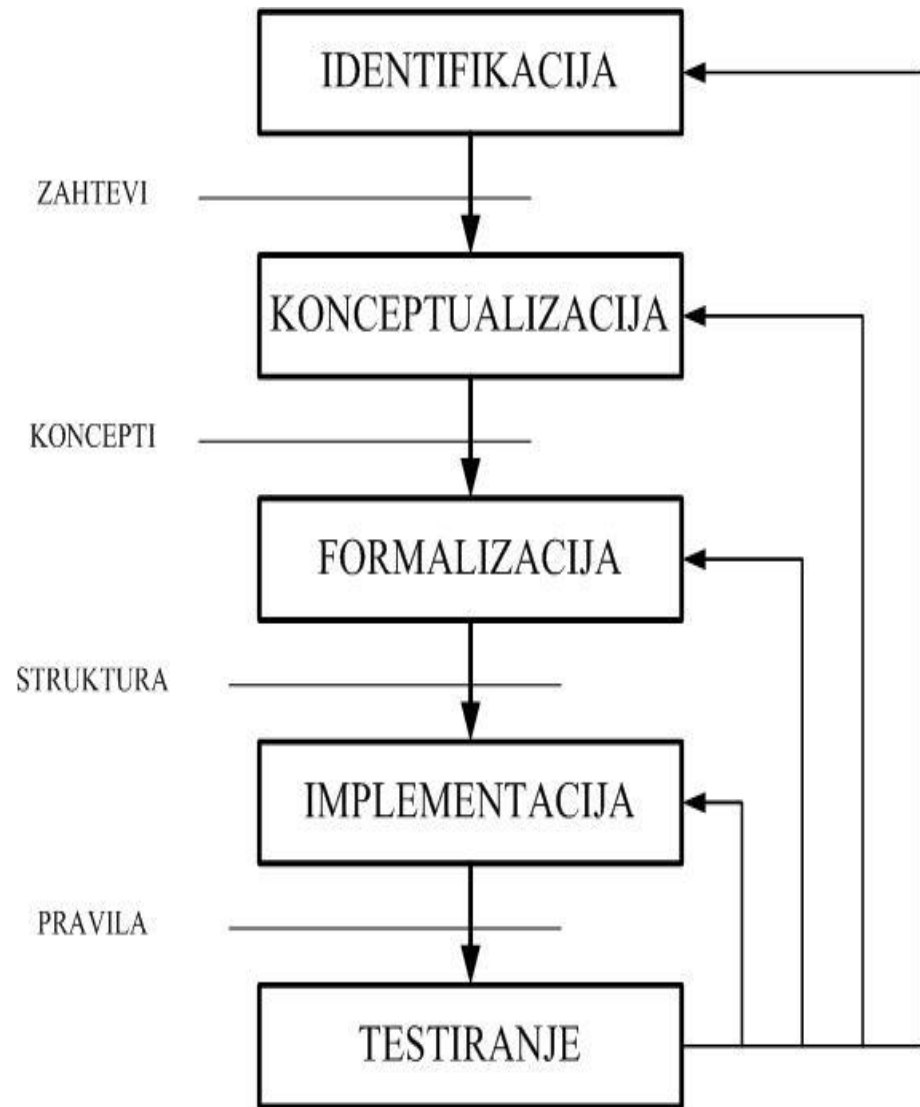 IDENTIFIKACIJA
ZAHTEVI
KONCEPTUALIZACIJA
KONCEPTI
FORMALIZACIJA
STRUKTURA
IMPLEMENTACIJA
PRAVILA
TESTIRANJE